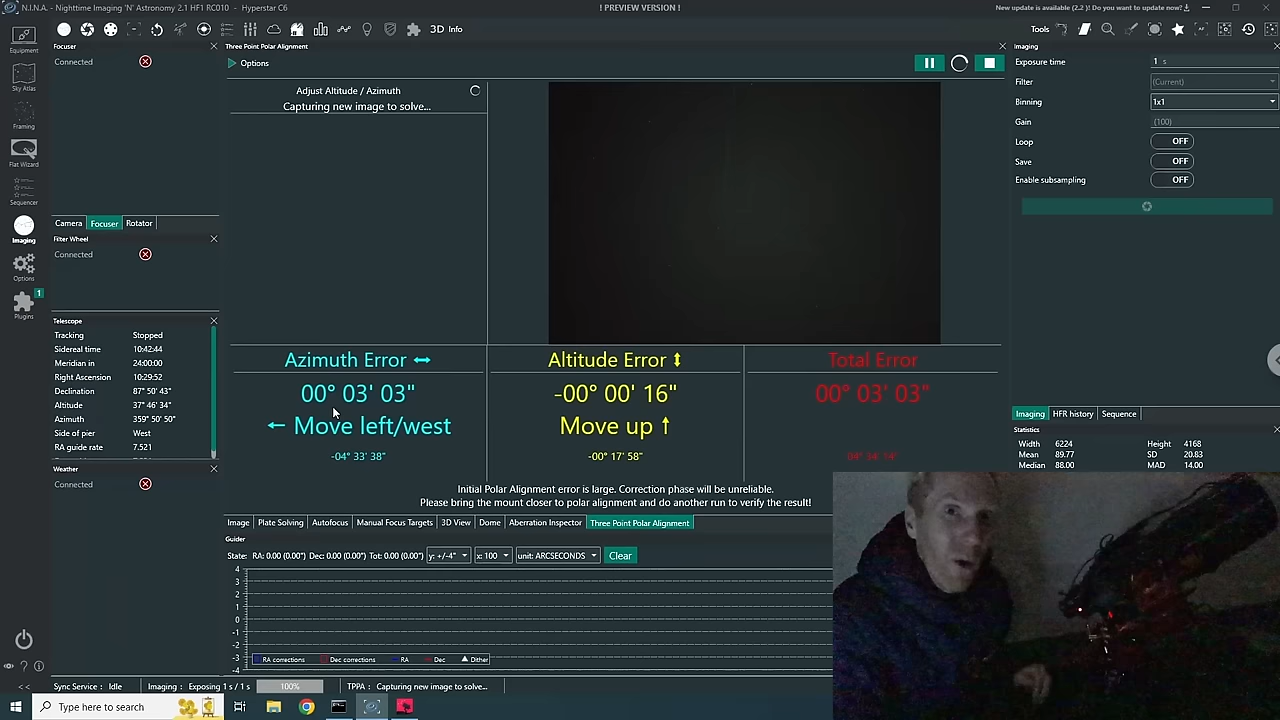 N.I.N.A. - Nighttime Imaging 'N' Astronomy 2.1 HF1 RC010 - Hyperstar C6
! PREVIEW VERSION !
New update is available (2.2 )! Do you want to update now?
3D Info
Tools
Equipment
Sky Atlas
Framing
Flat Wizard
Sequencer
Imaging
Options
Plugins
1
Focuser
Connected
Camera
Focuser
Rotator
Filter Wheel
Connected
Telescope
Tracking Stopped
Sidereal time 10:42:44
Meridian in 24:00:00
Right Ascension 10:29:52
Declination 87° 50' 43"
Altitude 37° 46' 34"
Azimuth 359° 50' 50"
Side of pier West
RA guide rate 7.521
Weather
Connected
Three Point Polar Alignment
Options
Adjust Altitude / Azimuth
Capturing new image to solve...
Azimuth Error
00° 03' 03"
← Move left/west
-04° 33' 38"
Altitude Error
-00° 00' 16"
Move up ↑
-00° 17' 58"
Total Error
00° 03' 03"
04° 34' 14"
Initial Polar Alignment error is large. Correction phase will be unreliable.
Please bring the mount closer to polar alignment and do another run to verify the result!
Image
Plate Solving
Autofocus
Manual Focus Targets
3D View
Dome
Aberration Inspector
Three Point Polar Alignment
Guider
State: RA: 0.00 (0.00") Dec: 0.00 (0.00") Tot: 0.00 (0.00") y: +/-4" x: 100 unit: ARCSECONDS Clear
4
3
2
1
0
-1
-2
-3
-4
RA corrections Dec corrections RA Dec Dither
Imaging
Exposure time 1 s
Filter (Current)
Binning 1x1
Gain (100)
Loop OFF
Save OFF
Enable subsampling OFF
Imaging
HFR history
Sequence
Statistics
Width 6224 Height 4168
Mean 89.77 SD 20.83
Median 88.00 MAD 14.00
<< Sync Service : Idle Imaging : Exposing 1 s / 1 s 100% TPPA : Capturing new image to solve...
Type here to search